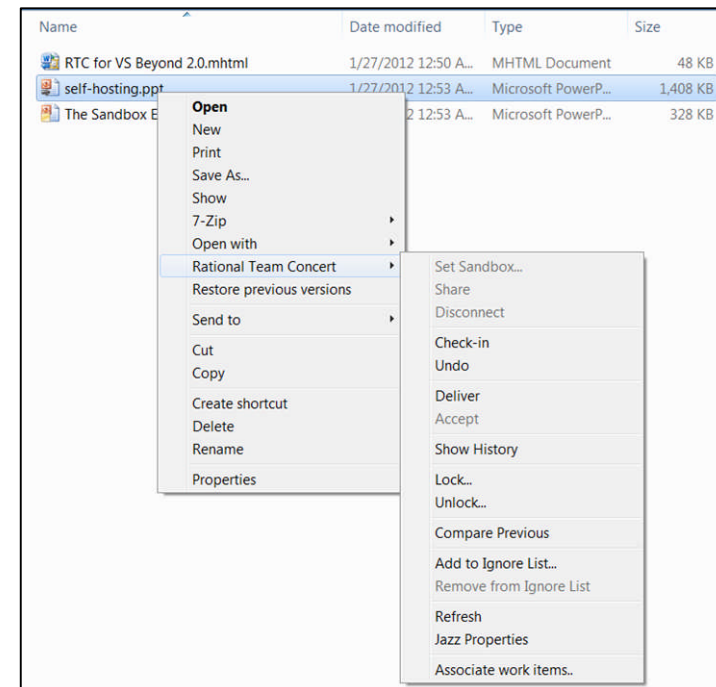 Name Date modified Type Size
RTC for VS Beyond 2.0.mhtml 1/27/2012 12:50 A... MHTML Document 48 KB
self-hosting.ppt 1/27/2012 12:53 A... Microsoft PowerP... 1,408 KB
The Sandbox E 2 12:53 A... Microsoft PowerP... 328 KB
Open
New
Print
Save As...
Show
7-Zip
Open with
Rational Team Concert
Restore previous versions
Send to
Cut
Copy
Create shortcut
Delete
Rename
Properties
Set Sandbox...
Share
Disconnect
Check-in
Undo
Deliver
Accept
Show History
Lock...
Unlock...
Compare Previous
Add to Ignore List...
Remove from Ignore List
Refresh
Jazz Properties
Associate work items..